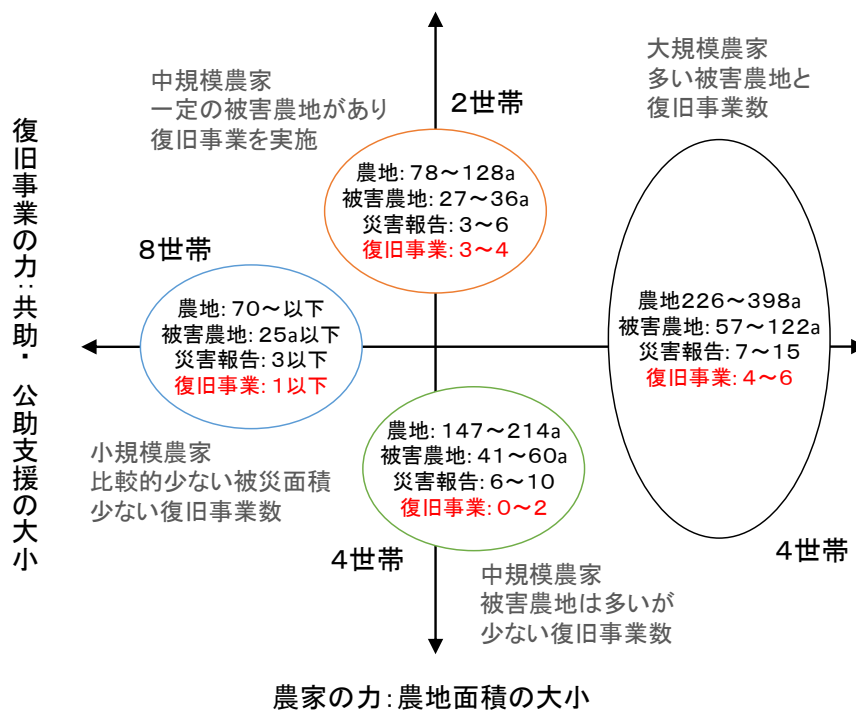 中規模農家
一定の被害農地があり
復旧事業を実施
2世帯
大規模農家
多い被害農地と
復旧事業数
復旧事業の力:共助・ 公助支援の大小
農地: 78~128a
被害農地: 27~36a
災害報告: 3~6
復旧事業: 3~4
8世帯
農地: 70~以下
被害農地: 25a以下
災害報告: 3以下
復旧事業: 1以下
農地226~398a
被害農地: 57~122a
災害報告: 7~15
復旧事業: 4~6
小規模農家
比較的少ない被災面積
少ない復旧事業数
農地: 147~214a
被害農地: 41~60a
災害報告: 6~10
復旧事業: 0~2
4世帯
4世帯
中規模農家
被害農地は多いが
少ない復旧事業数
農家の力: 農地面積の大小